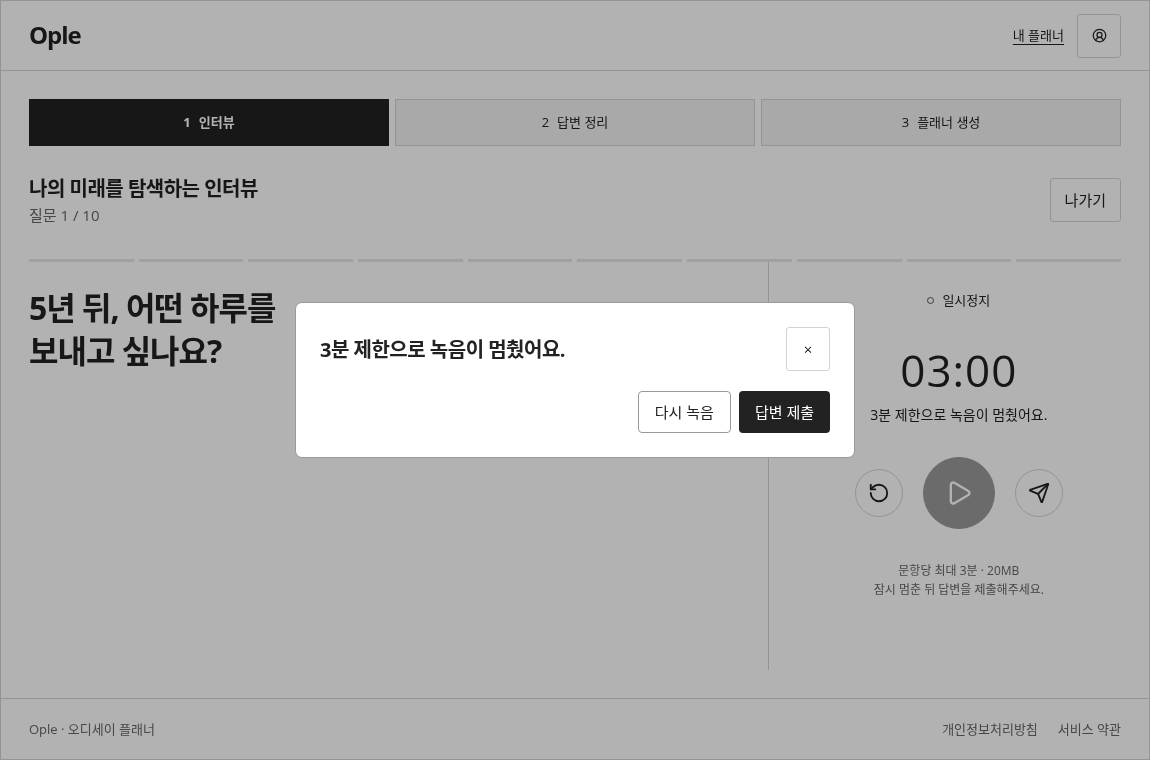 Ople
내 플래너
1 인터뷰
2 답변 정리
3 플래너 생성
나의 미래를 탐색하는 인터뷰
질문 1 / 10
나가기
5년 뒤, 어떤 하루를
보내고 싶나요?
3분 제한으로 녹음이 멈췄어요.
×
다시 녹음
답변 제출
일시정지
03:00
3분 제한으로 녹음이 멈췄어요.
문항당 최대 3분 · 20MB
잠시 멈춘 뒤 답변을 제출해주세요.
Ople · 오디세이 플래너
개인정보처리방침
서비스 약관